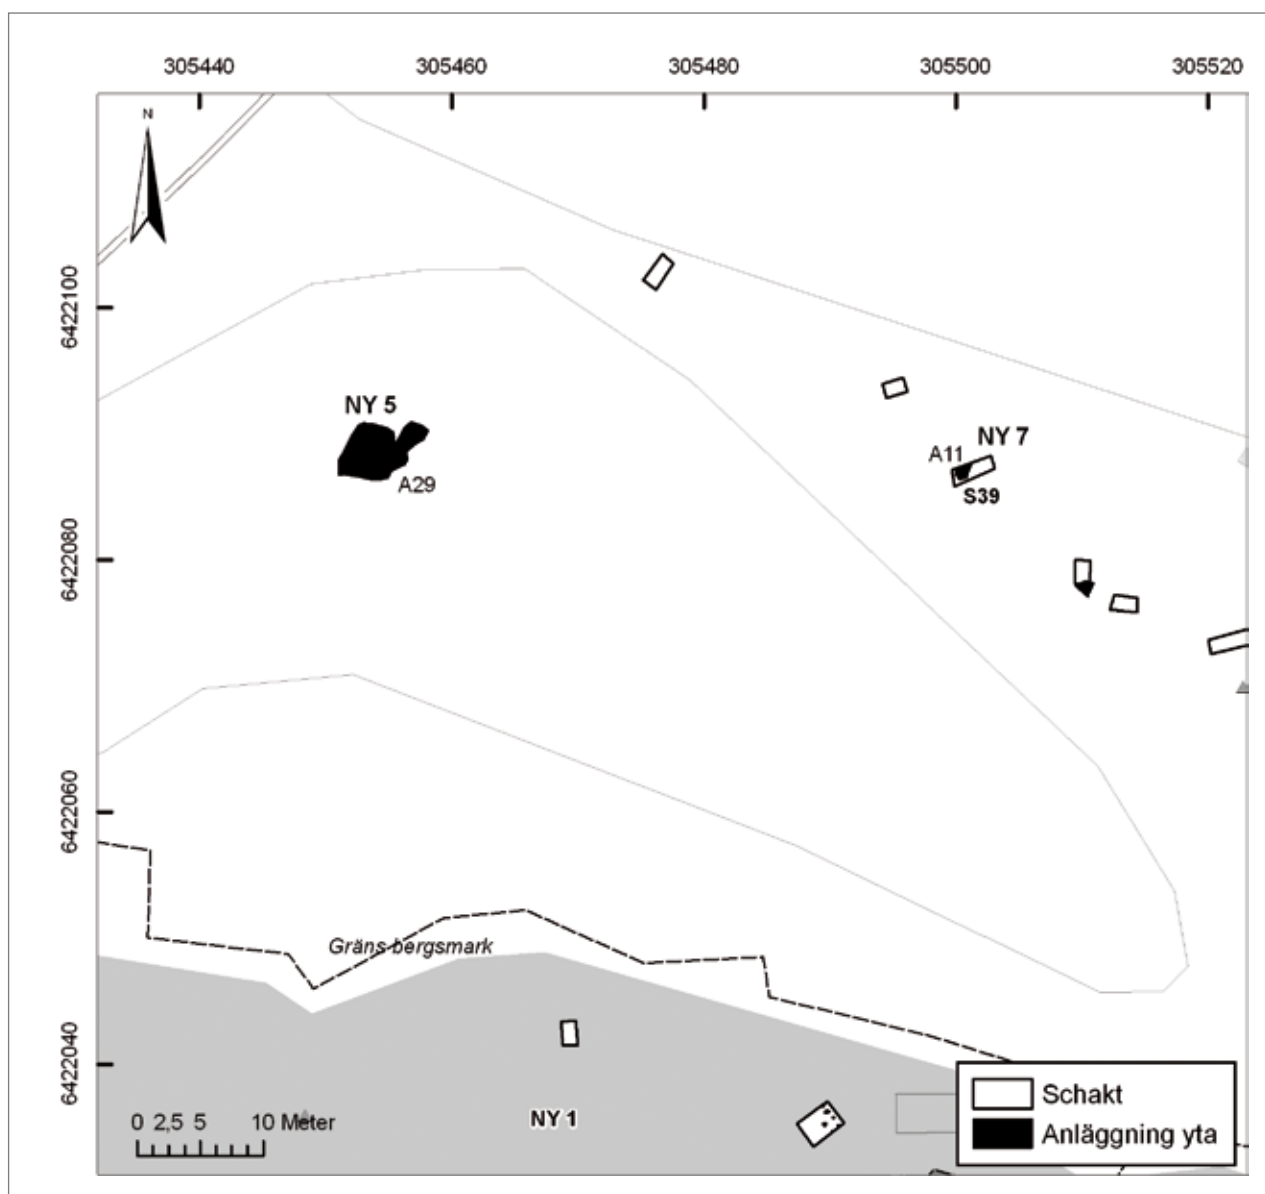 305440 305460 305480 305500 305520
N
6422100
NY 5
A29
NY 7
A11
S39
6422080
6422060
Gräns bergsmark
6422040
NY 1
0 2,5 5 10 Meter
Schakt
Anläggning yta